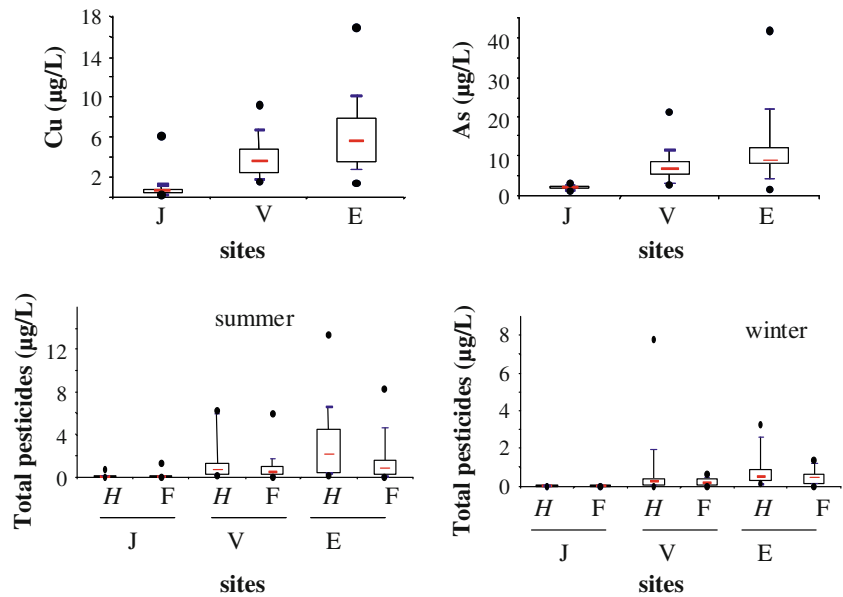 Cu (µg/L)
18
14
10
6
2
J V E
sites
As (µg/L)
40
30
20
10
0
J V E
sites
Total pesticides (µg/L)
summer
12
8
4
0
H F H F H F
J V E
sites
Total pesticides (µg/L)
winter
8
6
4
2
0
H F H F H F
J V E
sites